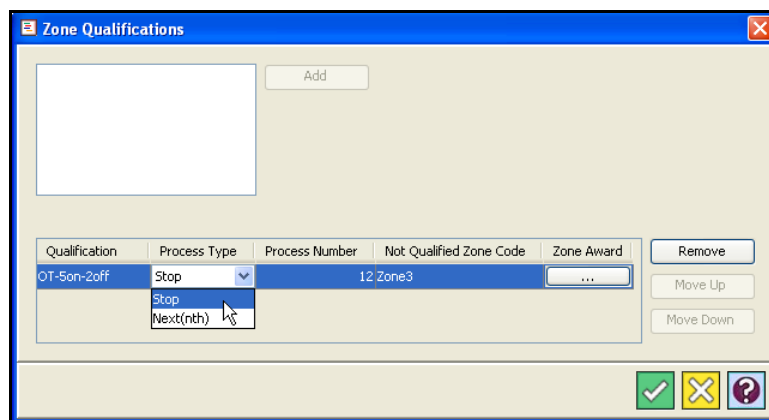 Zone Qualifications
Add
Qualification Process Type Process Number Not Qualified Zone Code Zone Award
OT-5on-2off Stop 12 Zone3 ...
Stop
Next(nth)
Remove
Move Up
Move Down
?